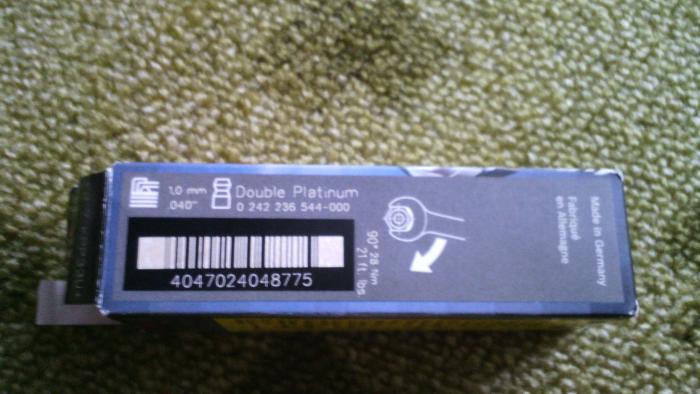 1.0 mm
.040"
Double Platinum
0 242 236 544-000
4047024048775
90° 28 Nm
21 ft. lbs.
Made in Germany
Fabriqué
en Allemagne